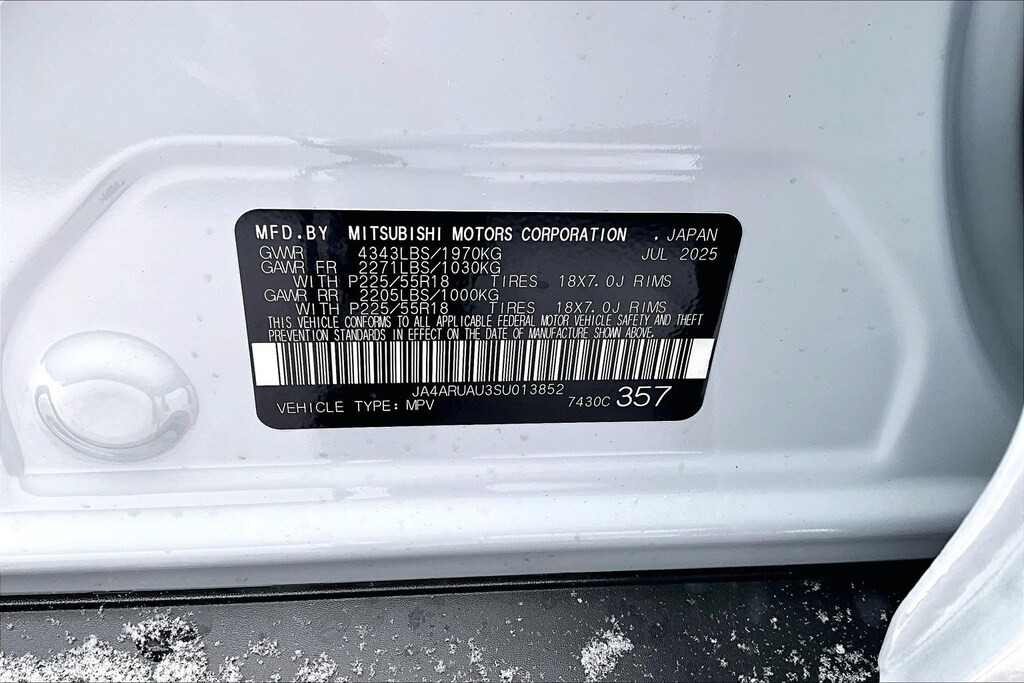 MFD.BY MITSUBISHI MOTORS CORPORATION . JAPAN
GVWR 4343LBS/1970KG JUL 2025
GAWR FR 2271LBS/1030KG
WITH P225/55R18 TIRES 18X7.0J RIMS
GAWR RR 2205LBS/1000KG
WITH P225/55R18 TIRES 18X7.0J RIMS
THIS VEHICLE CONFORMS TO ALL APPLICABLE FEDERAL MOTOR VEHICLE SAFETY AND THEFT
PREVENTION STANDARDS IN EFFECT ON THE DATE OF MANUFACTURE SHOWN ABOVE.
JA4ARUAU3SU013852
VEHICLE TYPE: MPV 7430C 357